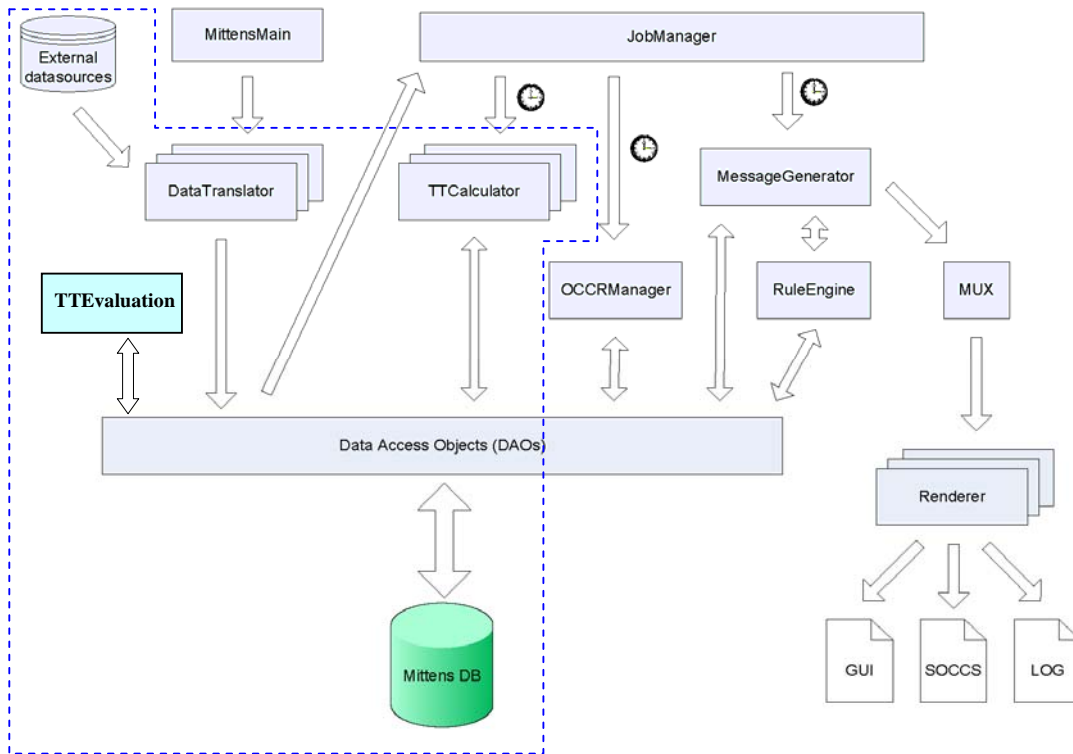 External
datasources
MittensMain
JobManager
DataTranslator
TTCalculator
MessageGenerator
TTEvaluation
OCCRManager
RuleEngine
MUX
Data Access Objects (DAOs)
Renderer
Mittens DB
GUI
SOCCS
LOG